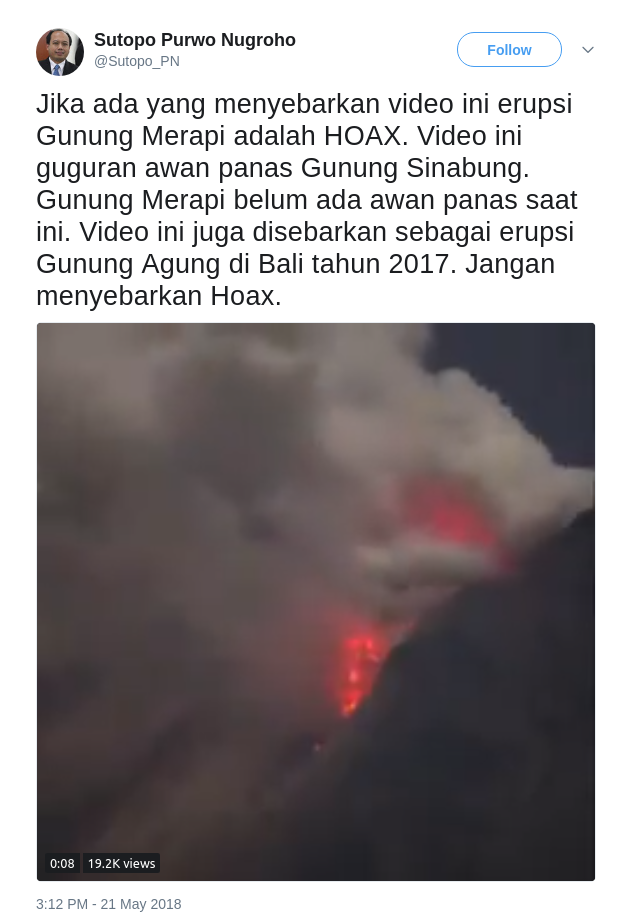 Sutopo Purwo Nugroho
@Sutopo_PN
Follow
Jika ada yang menyebarkan video ini erupsi
Gunung Merapi adalah HOAX. Video ini
guguran awan panas Gunung Sinabung.
Gunung Merapi belum ada awan panas saat
ini. Video ini juga disebarkan sebagai erupsi
Gunung Agung di Bali tahun 2017. Jangan
menyebarkan Hoax.
0:08 19.2K views
3:12 PM - 21 May 2018